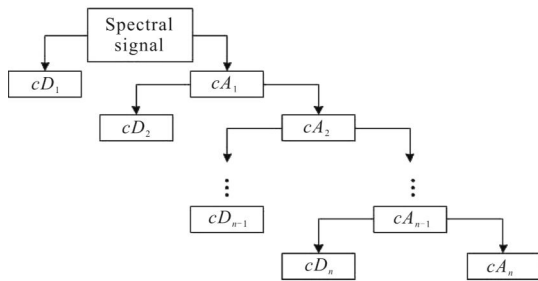 Spectral
signal
cD₁
cA₁
cD₂
cA₂
⋮ ⋮
cDₙ₋₁
cAₙ₋₁
cDₙ
cAₙ